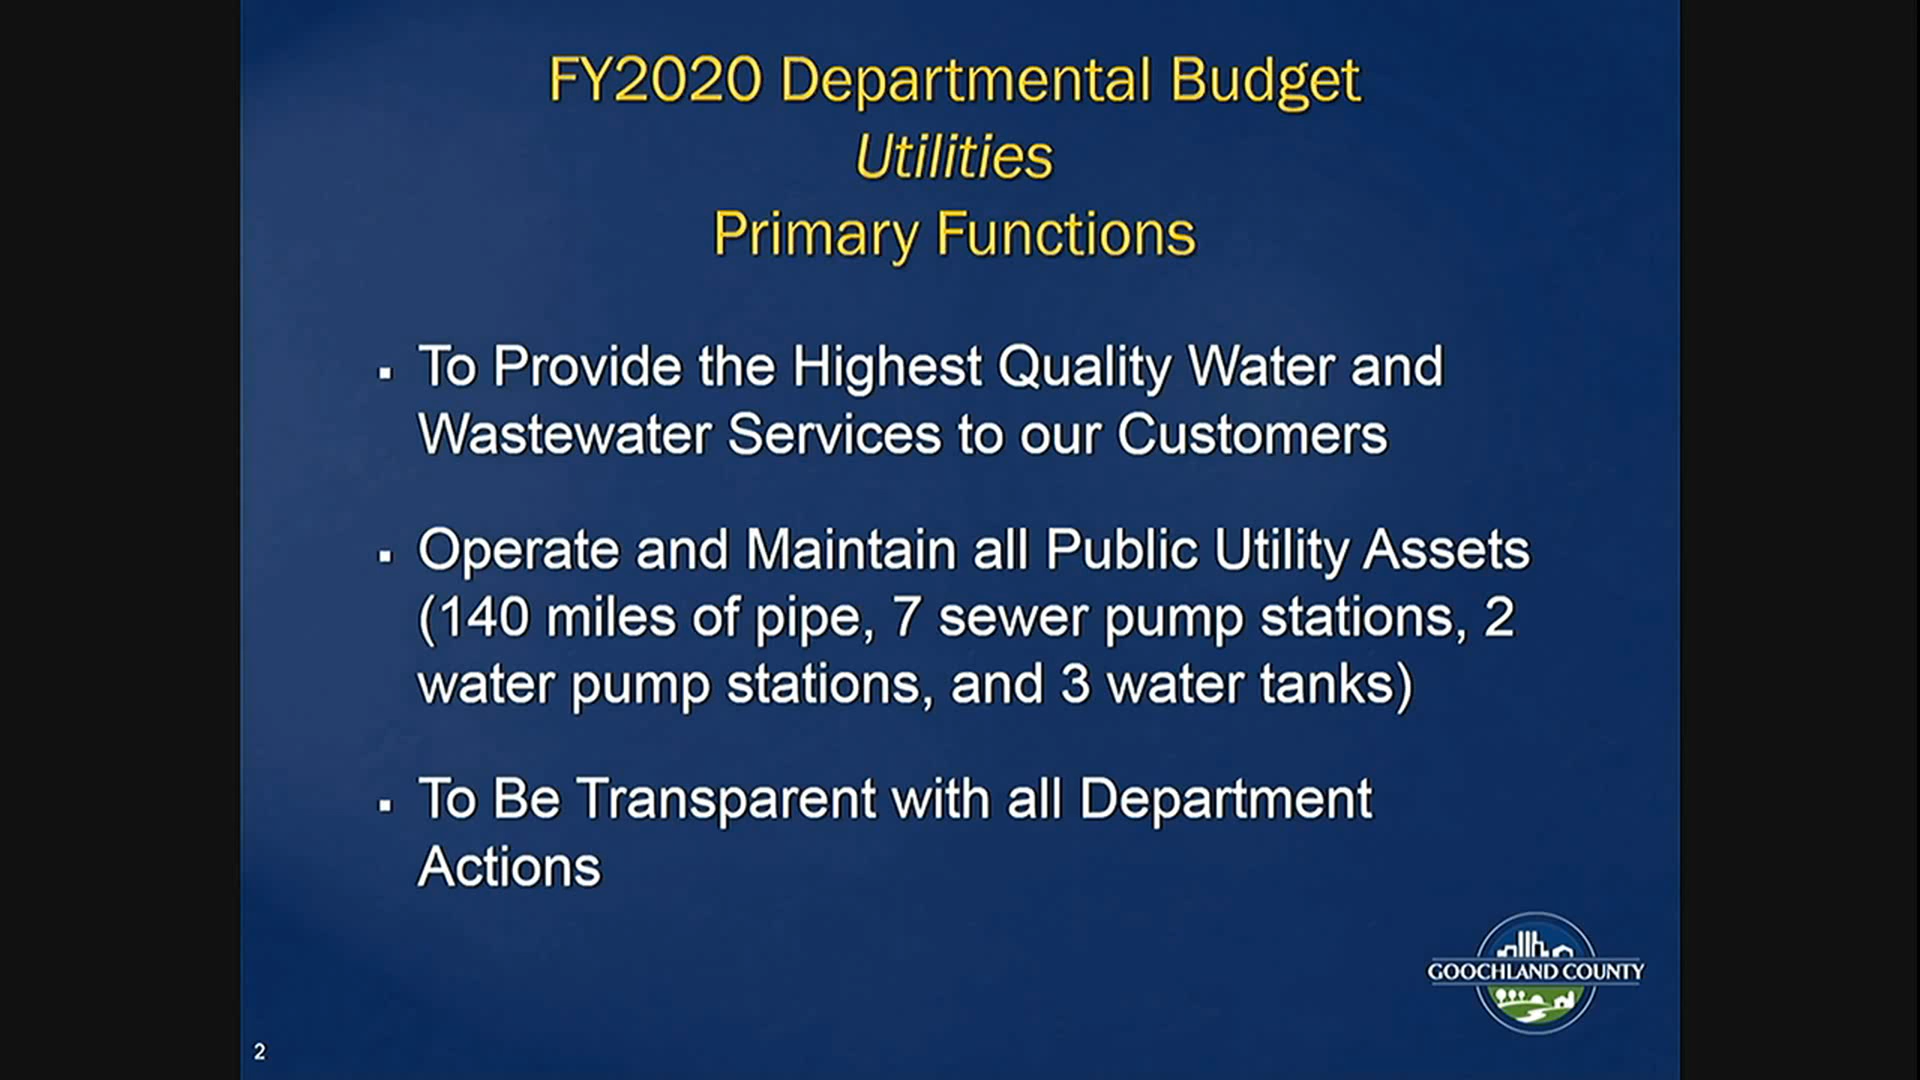 FY2020 Departmental Budget
Utilities
Primary Functions
▪ To Provide the Highest Quality Water and
Wastewater Services to our Customers
▪ Operate and Maintain all Public Utility Assets
(140 miles of pipe, 7 sewer pump stations, 2
water pump stations, and 3 water tanks)
▪ To Be Transparent with all Department
Actions
GOOCHLAND COUNTY
2